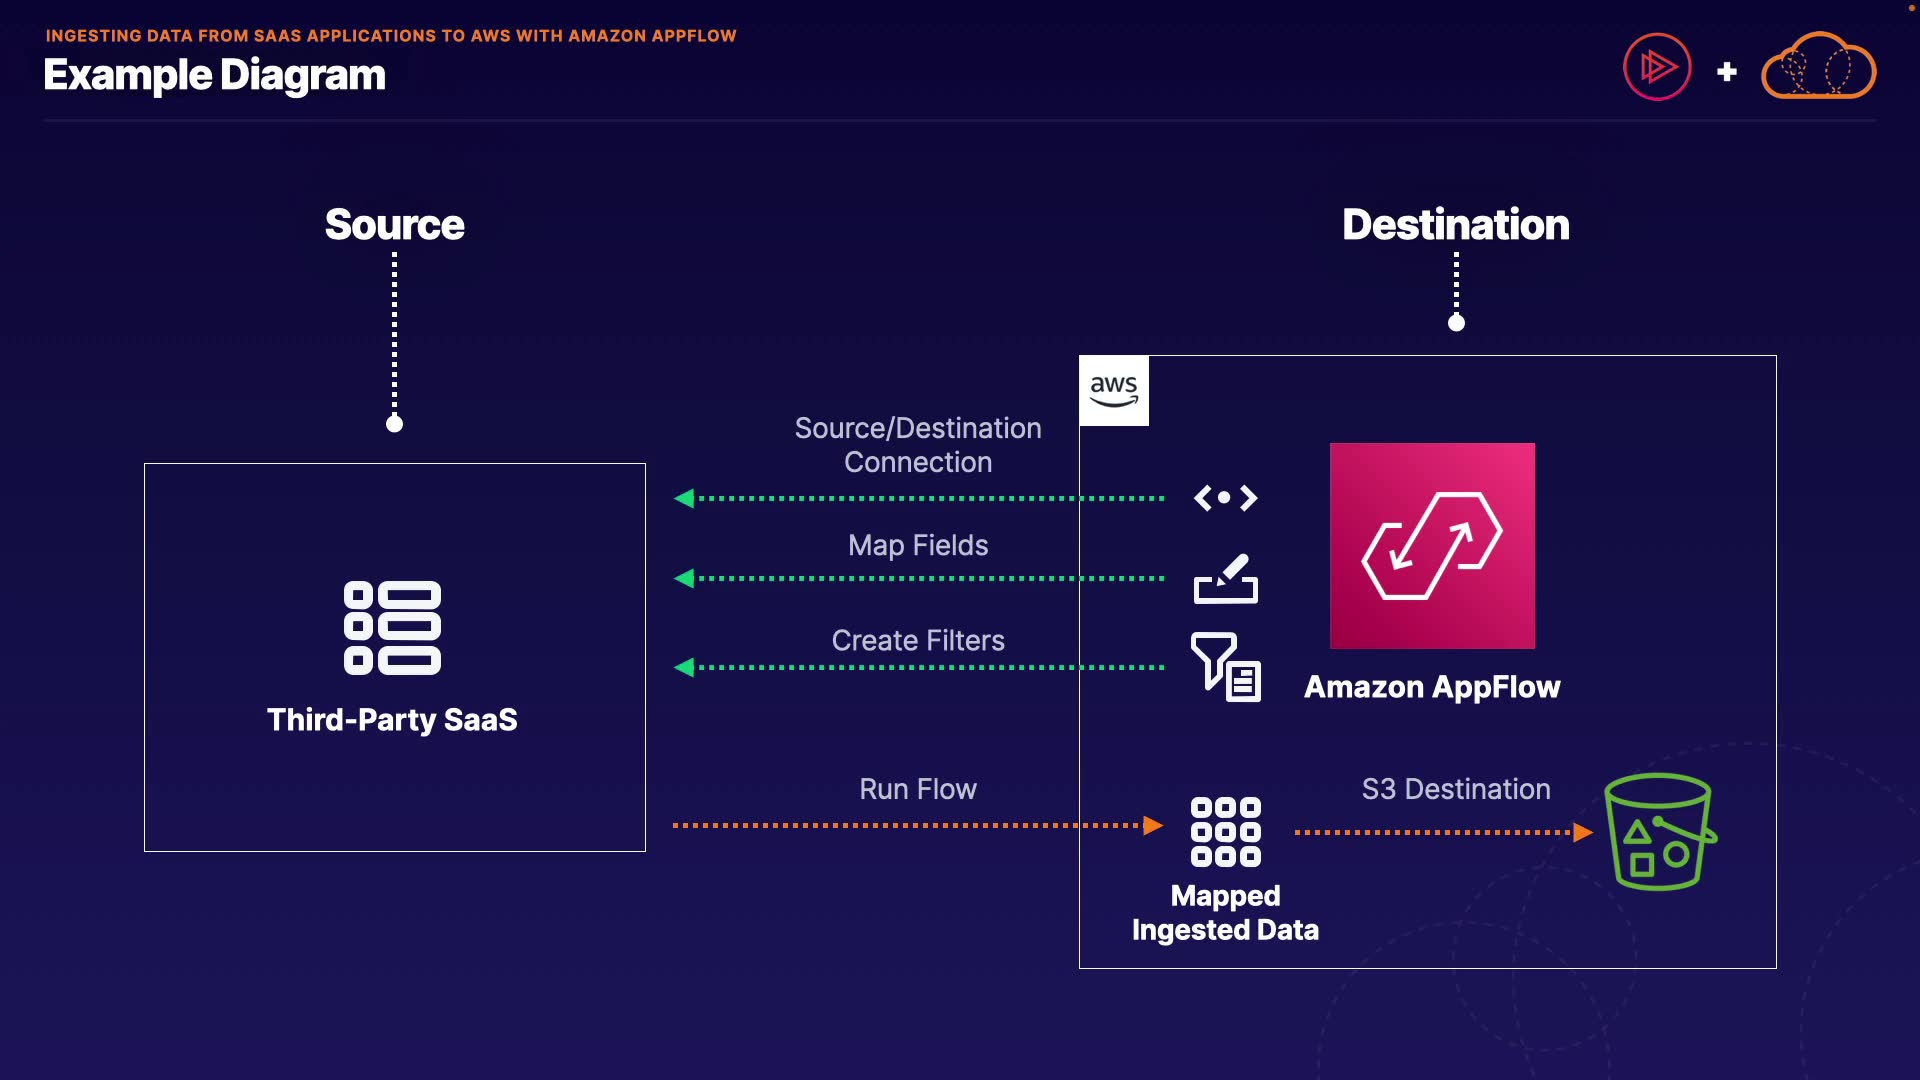 INGESTING DATA FROM SAAS APPLICATIONS TO AWS WITH AMAZON APPFLOW
Example Diagram
Source
Destination
aws
Source/Destination
Connection
Map Fields
Create Filters
Amazon AppFlow
Third-Party SaaS
Run Flow
S3 Destination
Mapped
Ingested Data